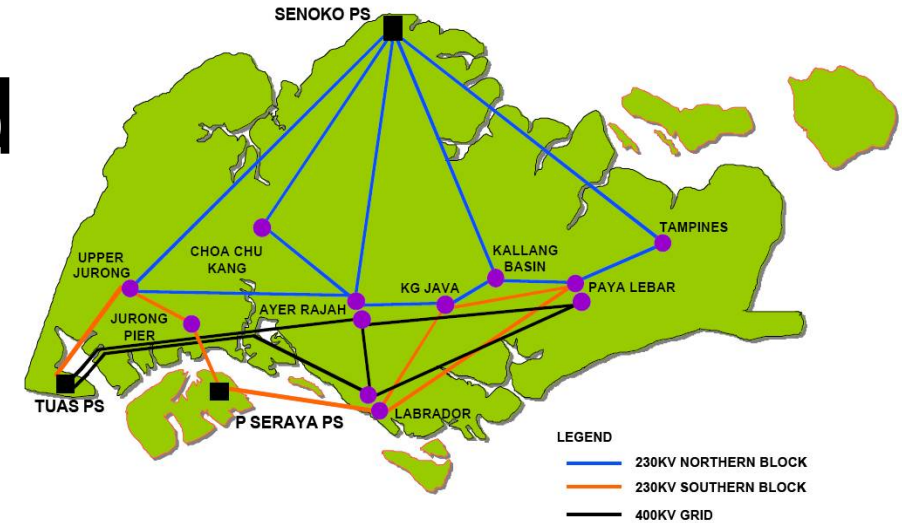 SENOKO PS
TAMPINES
KALLANG
BASIN
CHOA CHU
KANG
UPPER
JURONG
PAYA LEBAR
KG JAVA
AYER RAJAH
JURONG
PIER
TUAS PS
P SERAYA PS
LABRADOR
LEGEND
230KV NORTHERN BLOCK
230KV SOUTHERN BLOCK
400KV GRID